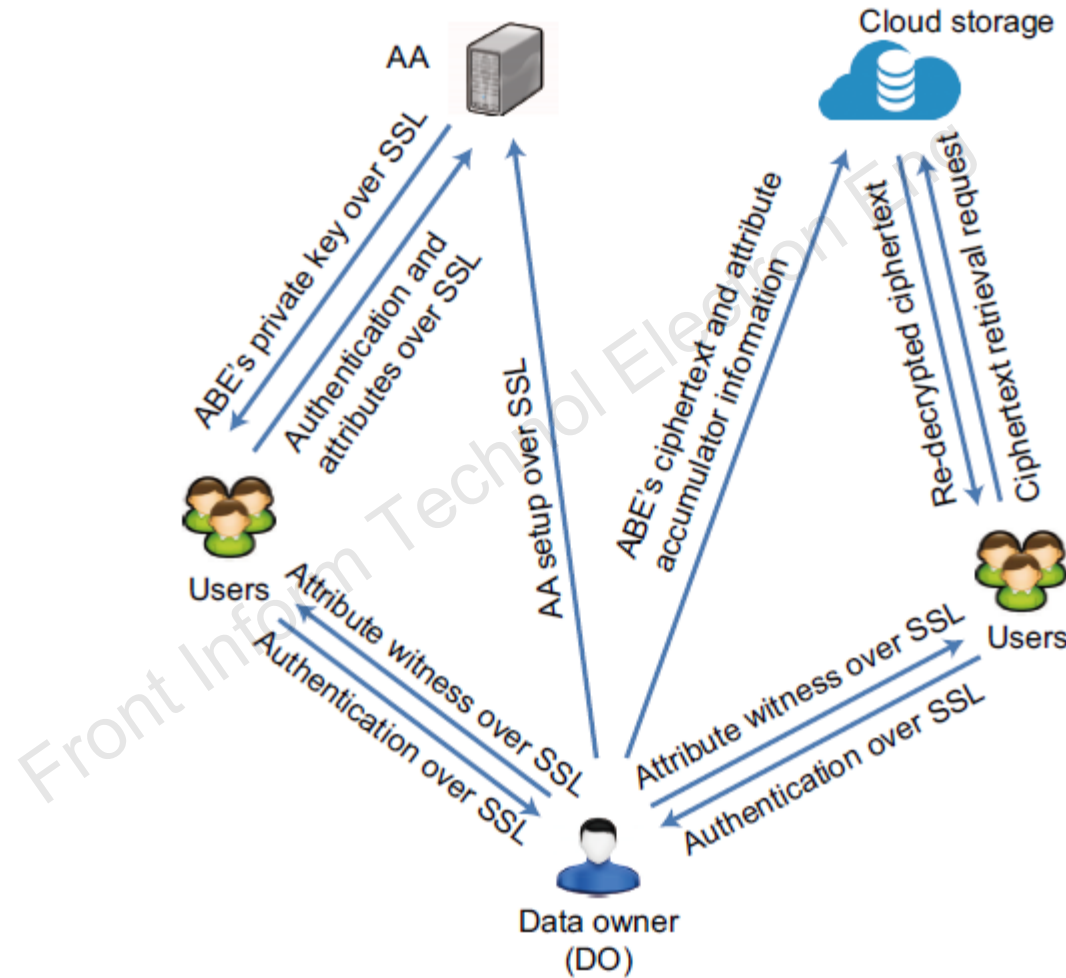 Cloud storage
AA
ABE's private key over SSL
Authentication and
attributes over SSL
AA setup over SSL
ABE's ciphertext and attribute
accumulator information
Re-decrypted ciphertext
Ciphertext retrieval request
Users
Users
Attribute witness over SSL
Authentication over SSL
Attribute witness over SSL
Authentication over SSL
Data owner
(DO)
Front Inform Technol Electron Eng